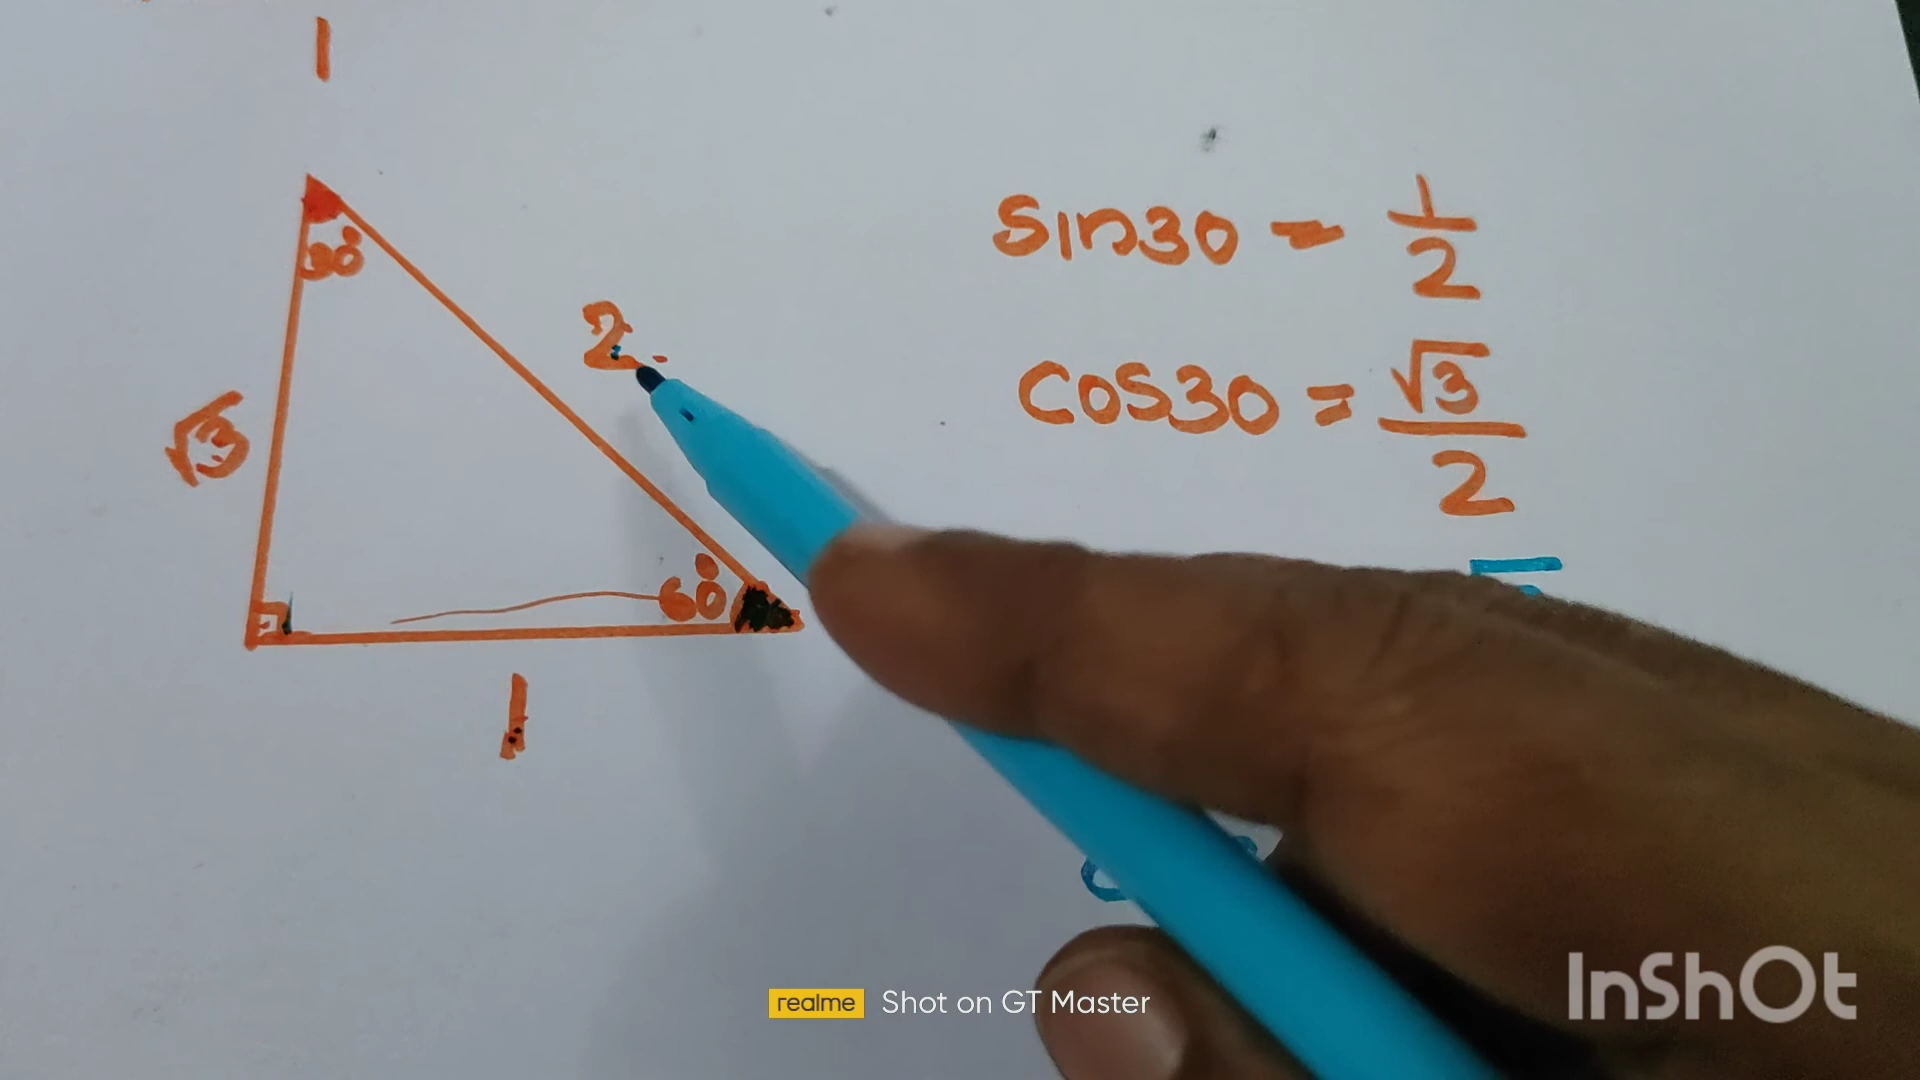 1
30°
sin30 = 1/2
2
cos30 = √3/2
√3
60°
1
realme Shot on GT Master
InShOt